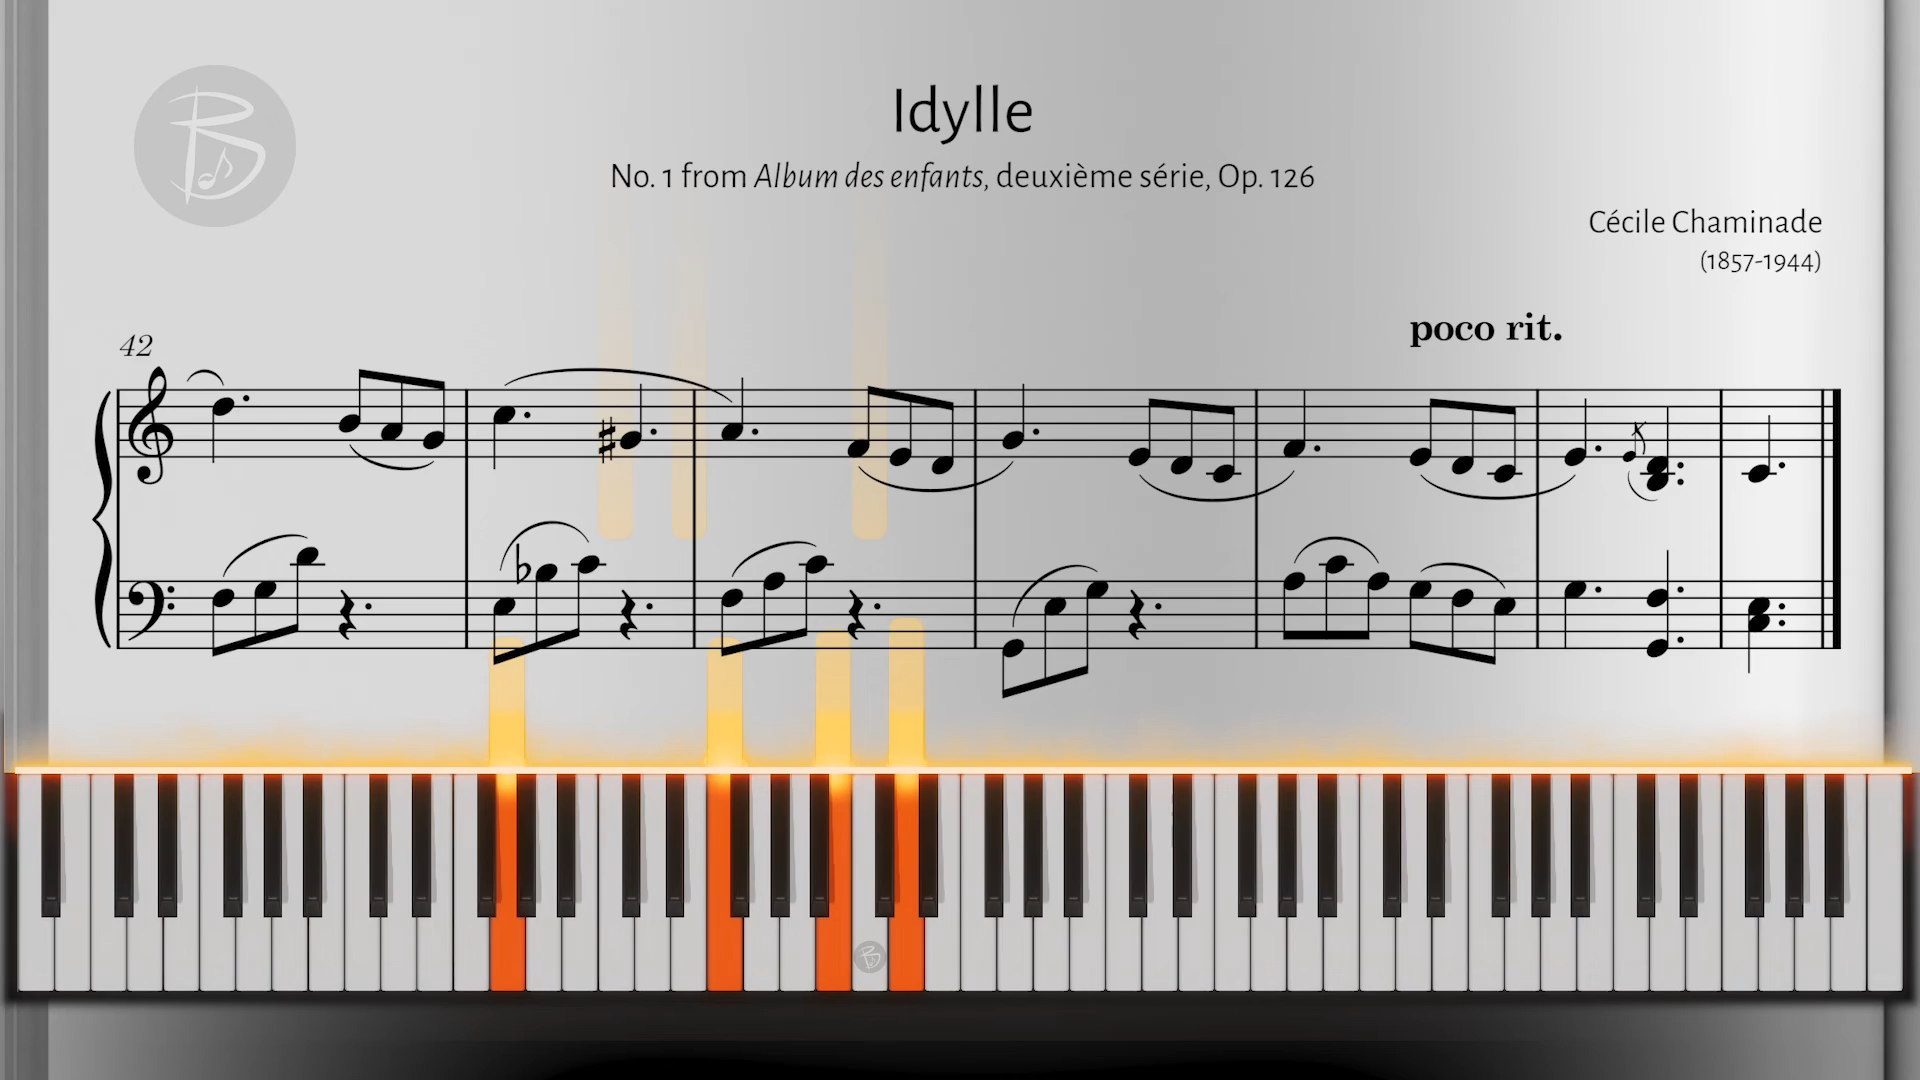 Idylle
No. 1 from Album des enfants, deuxième série, Op. 126
Cécile Chaminade
(1857-1944)
poco rit.
42